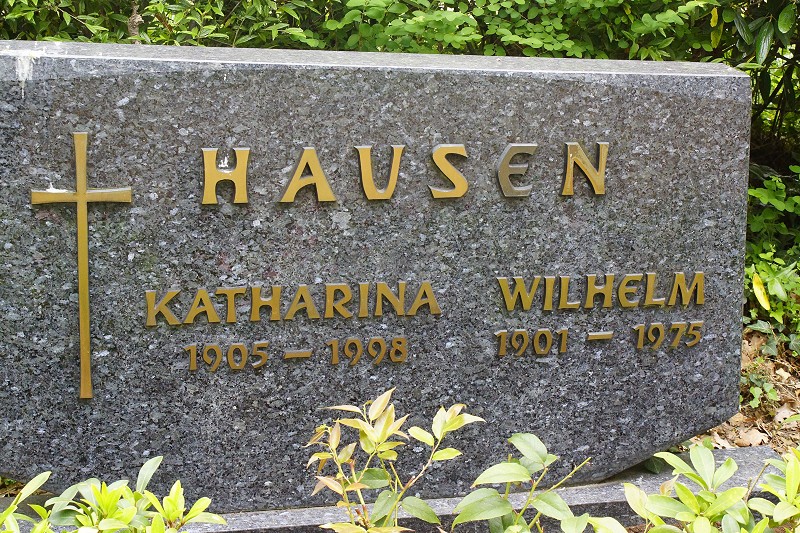 HAUSEN
KATHARINA WILHELM
1905 – 1998 1901 – 1975